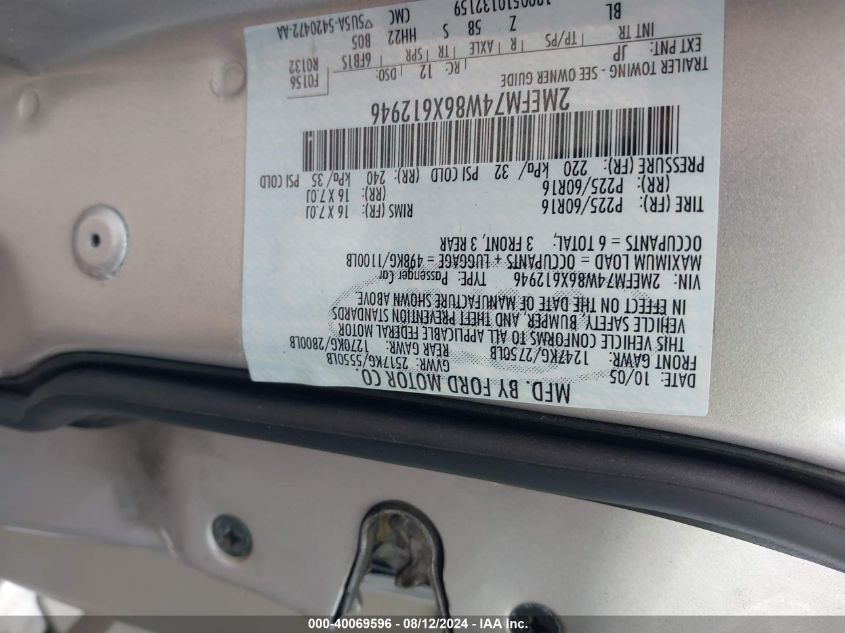 MFD. BY FORD MOTOR CO.
DATE: 10/05 GVWR: 2517KG/5550LB
FRONT GAWR: 1247KG/2750LB REAR GAWR: 1270KG/2800LB
THIS VEHICLE CONFORMS TO ALL APPLICABLE FEDERAL MOTOR
VEHICLE SAFETY, BUMPER, AND THEFT PREVENTION STANDARDS
IN EFFECT ON THE DATE OF MANUFACTURE SHOWN ABOVE
VIN: 2MEFM74W86X612946 TYPE: Passenger Car
MAXIMUM LOAD = OCCUPANTS + LUGGAGE = 498KG/1100LB
OCCUPANTS = 6 TOTAL, 3 FRONT, 3 REAR
TIRE (FR): P225/60R16 RIMS (FR): 16 X 7.0J
(RR): P225/60R16 (RR): 16 X 7.0J
PRESSURE (FR): 220 kPa/ 32 PSI COLD (RR): 240 kPa/ 35 PSI COLD
2MEFM74W86X612946
TRAILER TOWING - SEE OWNER GUIDE F0156
EXT PNT: JP RC: 12 DSO: R0132
INT TR TP/PS R AXLE TR SPR 6FB1S B05
BL Z 58 S HH22 ▽5U5A-5420472-AA
CMC
000-40069596 - 08/12/2024 - IAA Inc.